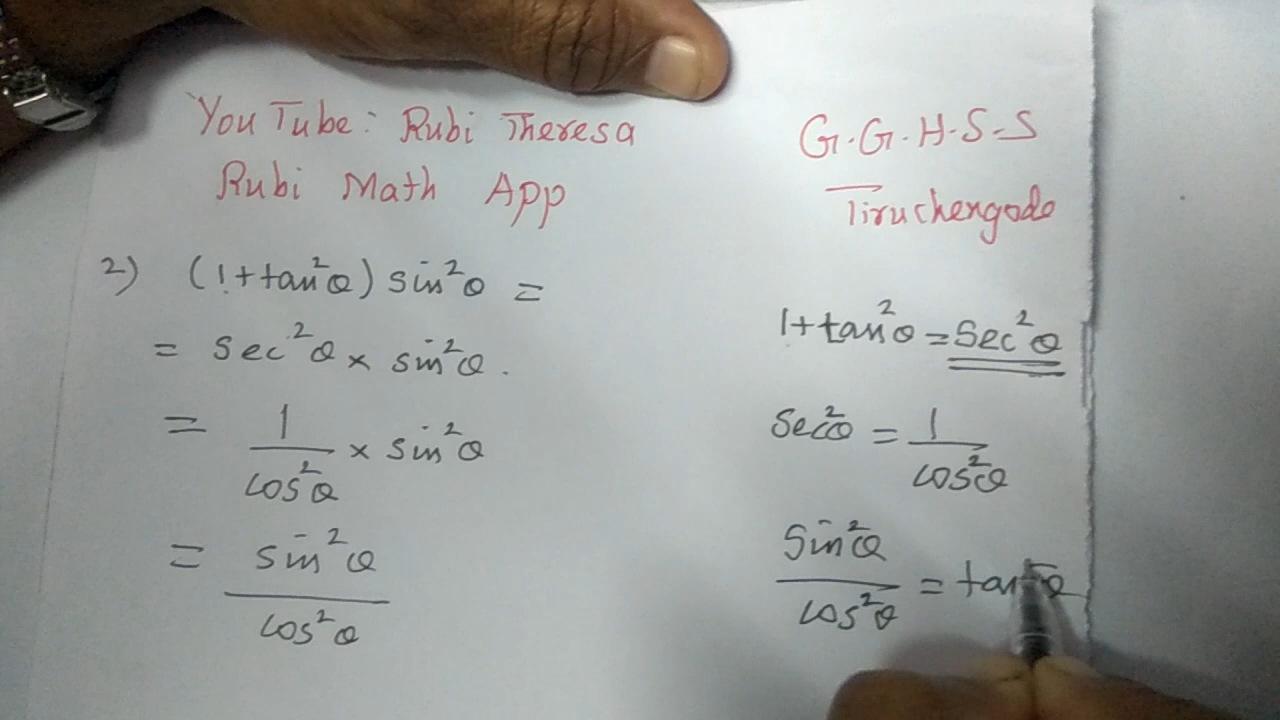 YouTube: Rubi Theresa
Rubi Math App
G.G.H.S.S
Tiruchengode
2) (1+tan²θ) sin²θ =
= sec²θ × sin²θ.
= 1/cos²θ × sin²θ
= sin²θ/cos²θ
1+tan²θ = Sec²θ
Sec²θ = 1/cos²θ
Sin²θ/cos²θ = tan²θ